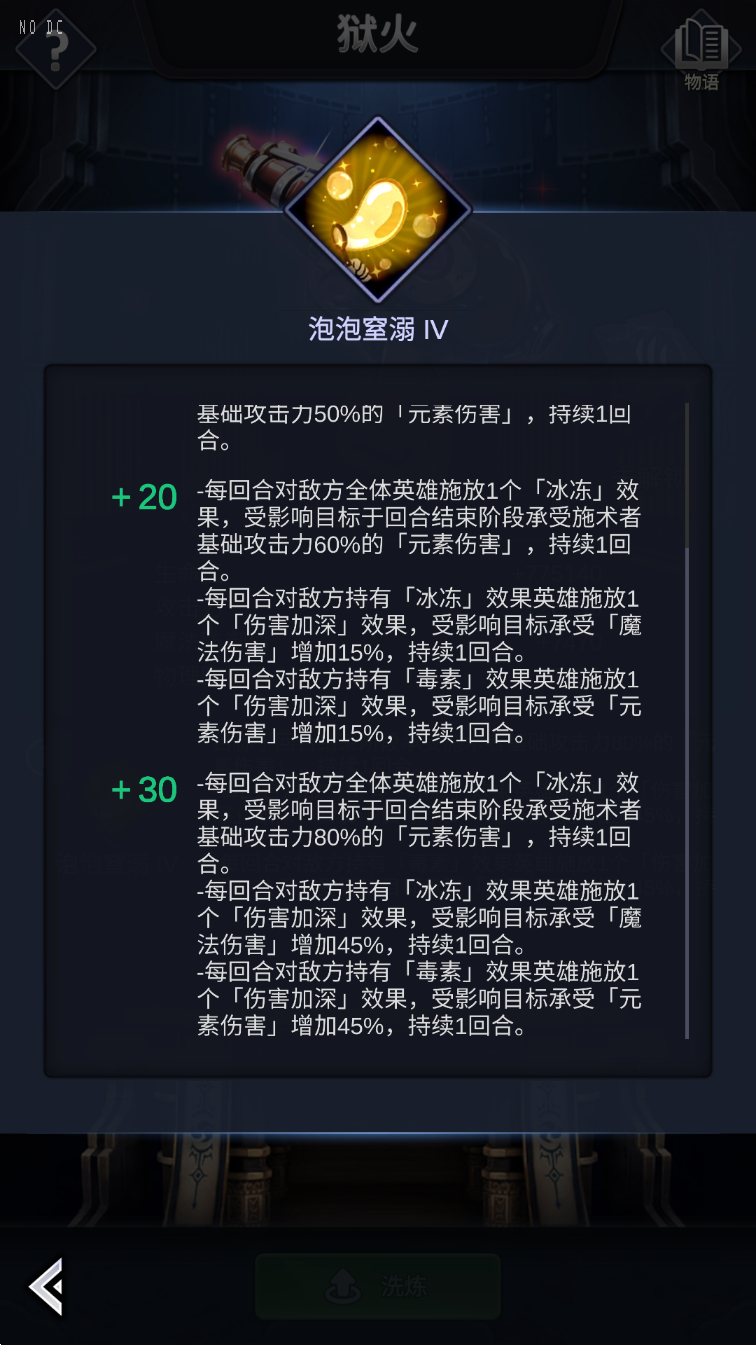 NO DC
狱火
物语
泡泡窒溺 IV
基础攻击力50%的「元素伤害」，持续1回
合。
+20
-每回合对敌方全体英雄施放1个「冰冻」效
果，受影响目标于回合结束阶段承受施术者
基础攻击力60%的「元素伤害」，持续1回
合。
-每回合对敌方持有「冰冻」效果英雄施放1
个「伤害加深」效果，受影响目标承受「魔
法伤害」增加15%，持续1回合。
-每回合对敌方持有「毒素」效果英雄施放1
个「伤害加深」效果，受影响目标承受「元
素伤害」增加15%，持续1回合。
+30
-每回合对敌方全体英雄施放1个「冰冻」效
果，受影响目标于回合结束阶段承受施术者
基础攻击力80%的「元素伤害」，持续1回
合。
-每回合对敌方持有「冰冻」效果英雄施放1
个「伤害加深」效果，受影响目标承受「魔
法伤害」增加45%，持续1回合。
-每回合对敌方持有「毒素」效果英雄施放1
个「伤害加深」效果，受影响目标承受「元
素伤害」增加45%，持续1回合。
洗炼